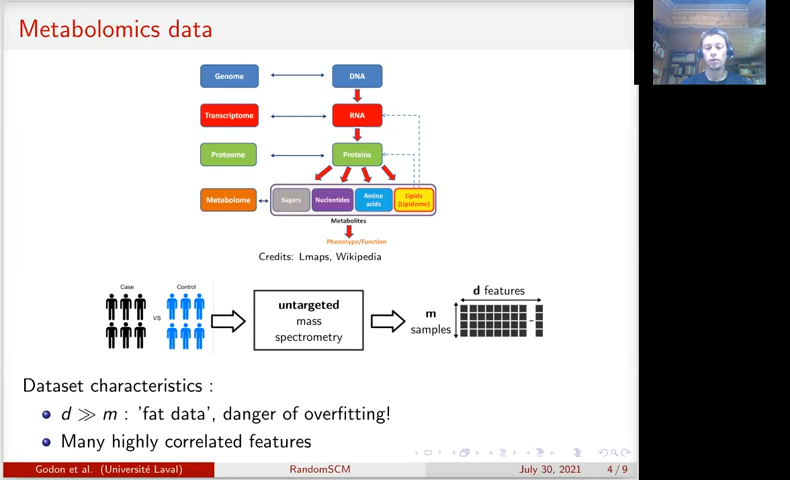 Metabolomics data
Genome
DNA
Transcriptome
RNA
Proteome
Proteins
Metabolome
Sugars
Nucleotides
Amino
acids
Lipids
(Lipidome)
Metabolites
Phenotype/Function
Credits: Lmaps, Wikipedia
Case
VS
Control
untargeted
mass
spectrometry
m
samples
d features
Dataset characteristics :
d ≫ m : 'fat data', danger of overfitting!
Many highly correlated features
Godon et al. (Université Laval)
RandomSCM
July 30, 2021
4 / 9